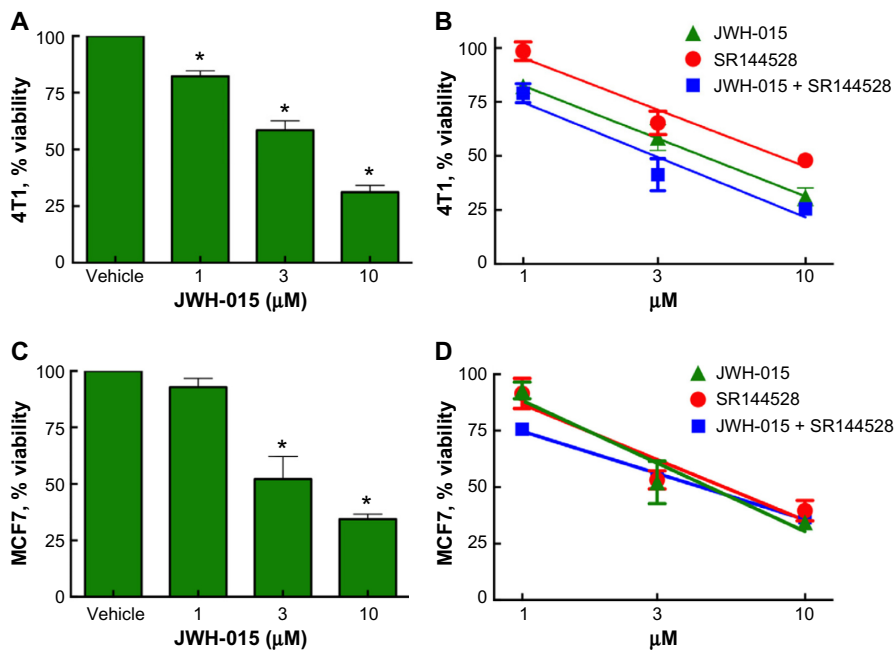 A
4T1, % viability
100
75
50
25
0
*
*
*
Vehicle 1 3 10
JWH-015 (μM)
B
4T1, % viability
100
75
50
25
0
JWH-015
SR144528
JWH-015 + SR144528
1 3 10
μM
C
MCF7, % viability
100
75
50
25
0
*
*
Vehicle 1 3 10
JWH-015 (μM)
D
MCF7, % viability
100
75
50
25
0
JWH-015
SR144528
JWH-015 + SR144528
1 3 10
μM